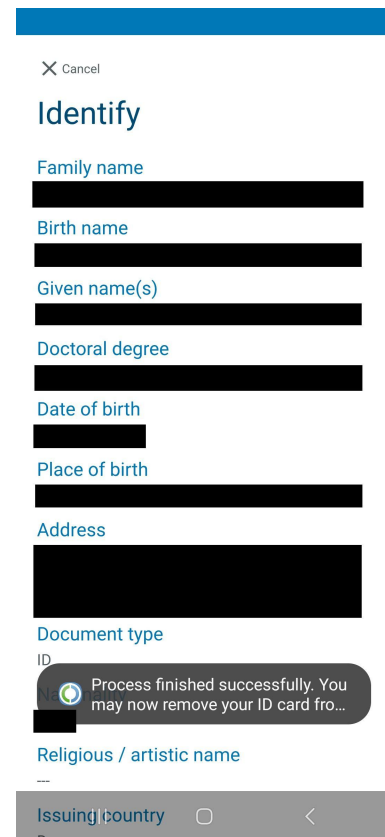 Cancel
Identify
Family name
Birth name
Given name(s)
Doctoral degree
Date of birth
Place of birth
Address
Document type
ID
Nationality
Process finished successfully. You
may now remove your ID card fro...
Religious / artistic name
---
Issuing country